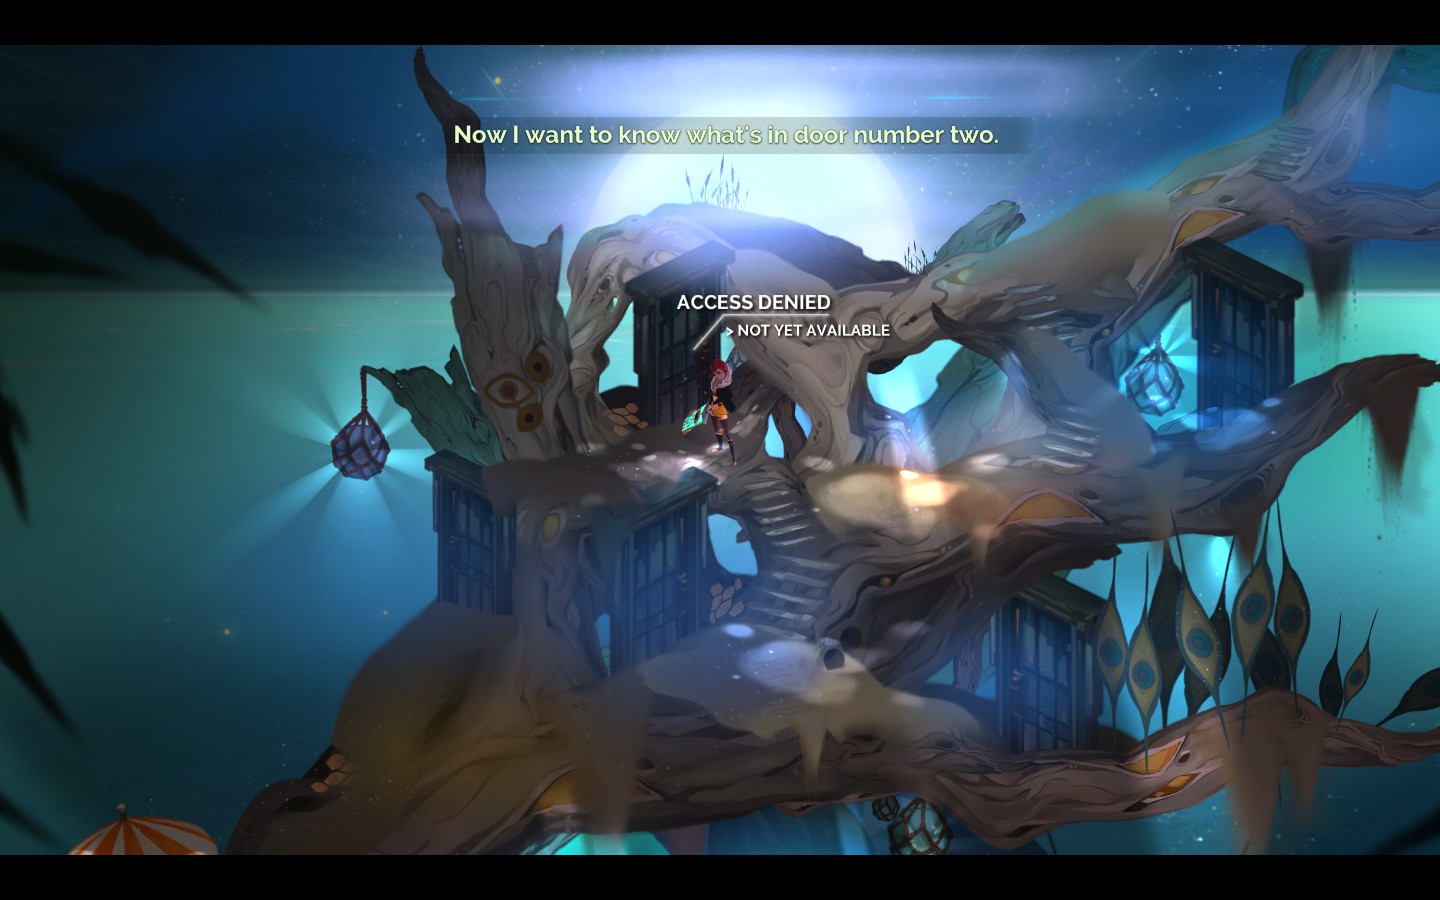 Now I want to know what's in door number two.
ACCESS DENIED
> NOT YET AVAILABLE